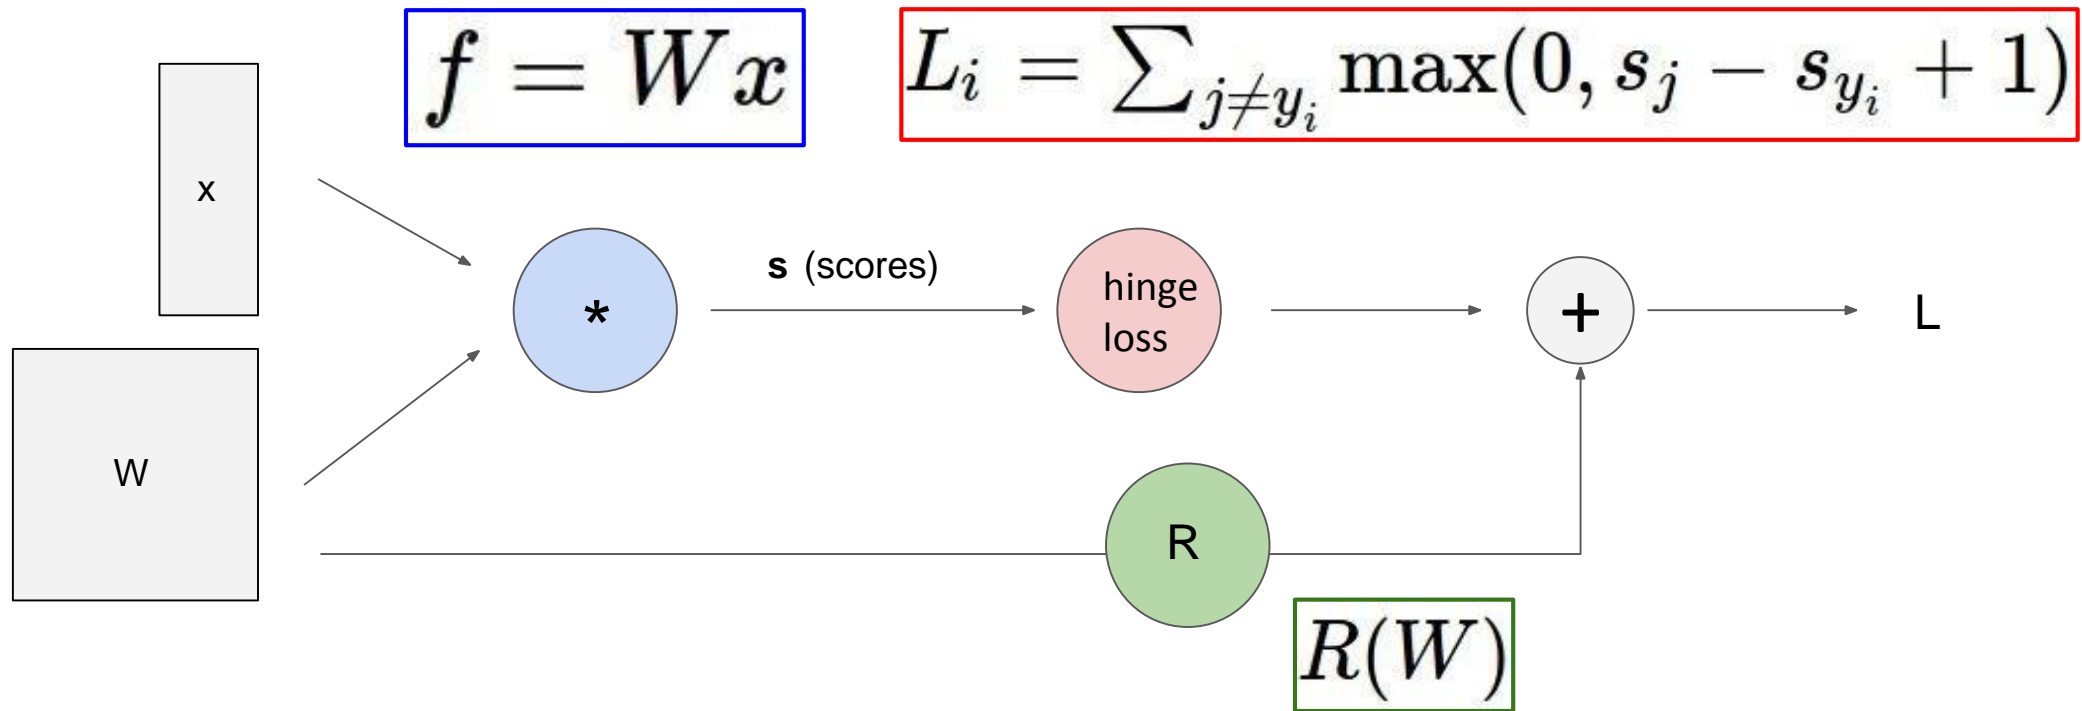 f = Wx
L_i = ∑_{j≠y_i} max(0, s_j − s_{y_i} + 1)
x
s (scores)
*
hinge
loss
+
L
W
R
R(W)